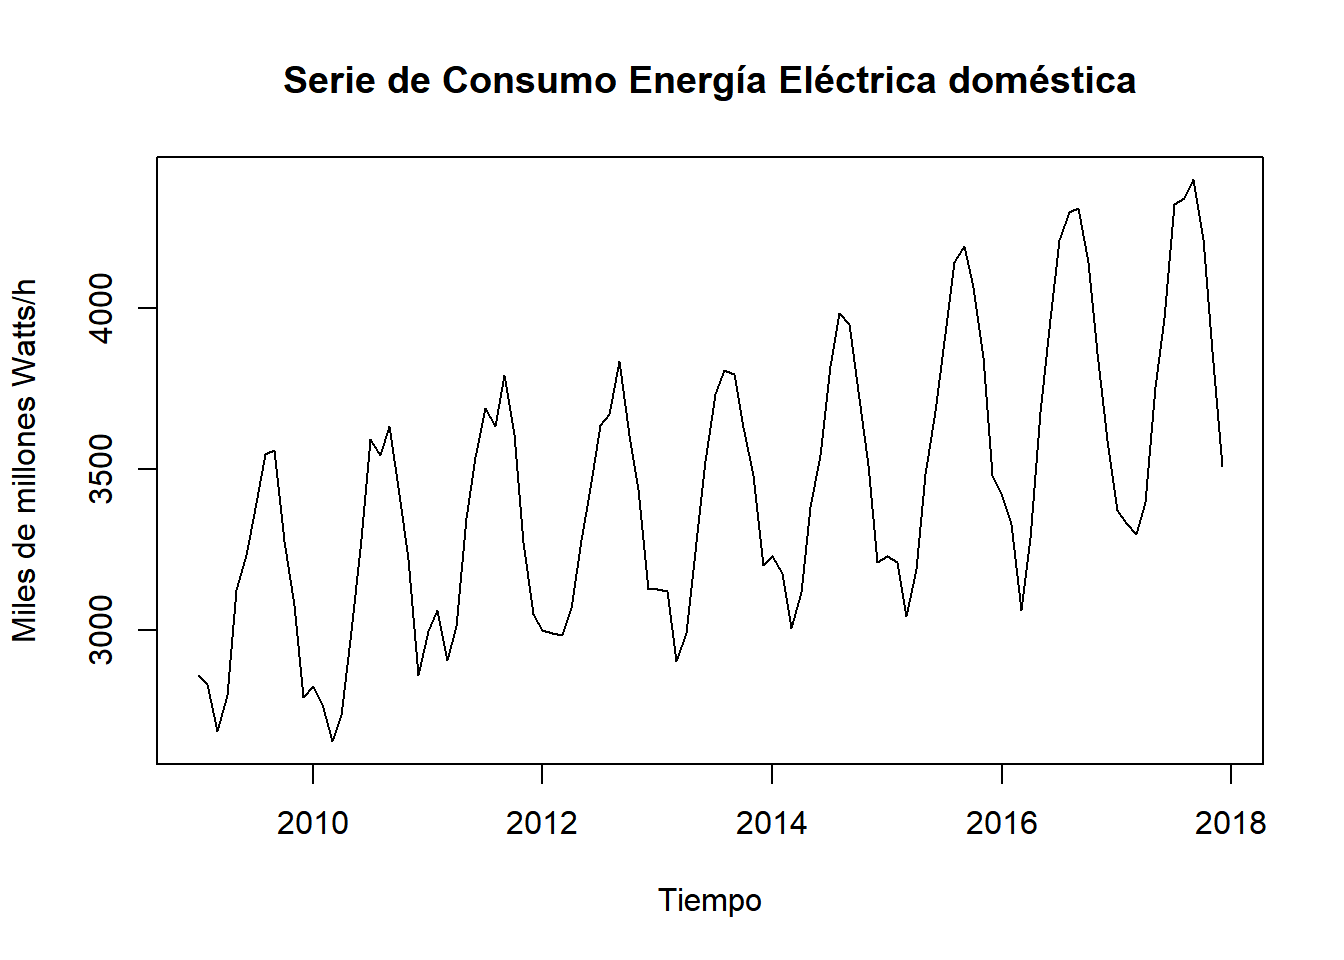 Serie de Consumo Energía Eléctrica doméstica
Miles de millones Watts/h
4000
3500
3000
2010 2012 2014 2016 2018
Tiempo